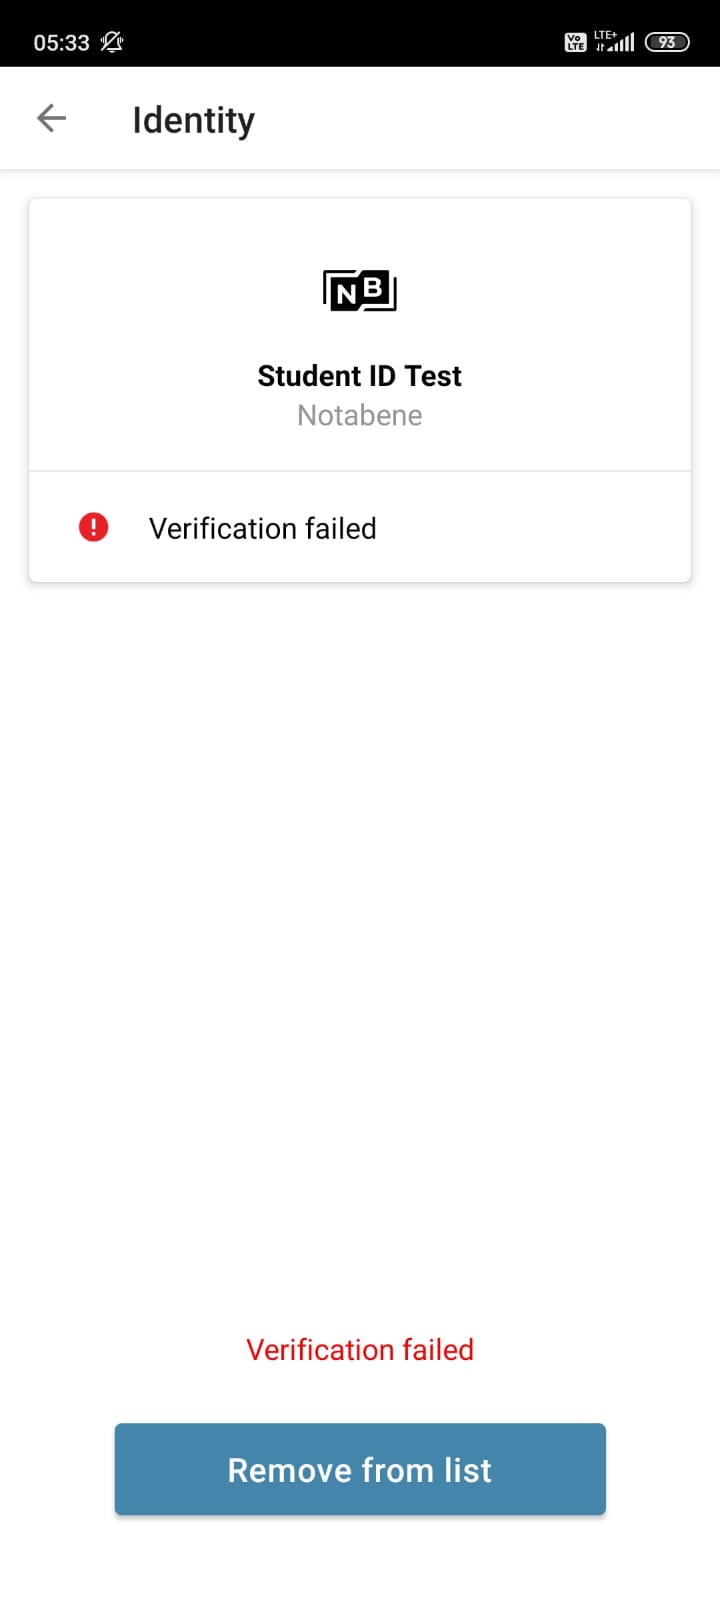 05:33
Vo LTE LTE+ 93
Identity
NB
Student ID Test
Notabene
Verification failed
Verification failed
Remove from list